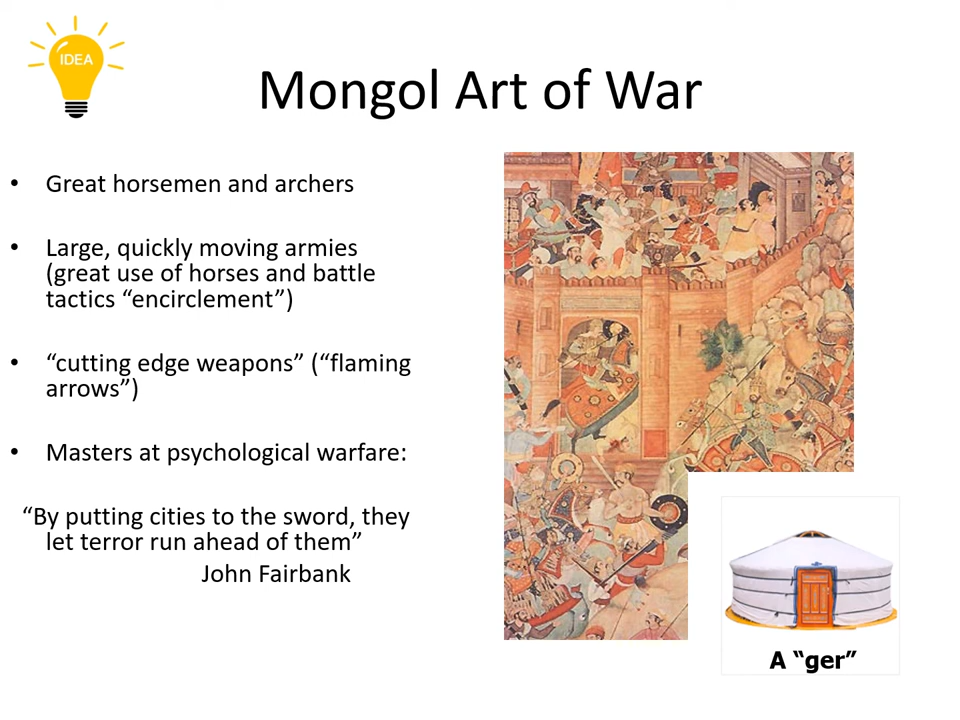 IDEA
Mongol Art of War
• Great horsemen and archers
• Large, quickly moving armies
(great use of horses and battle
tactics “encirclement”)
• “cutting edge weapons” (“flaming
arrows”)
• Masters at psychological warfare:
“By putting cities to the sword, they
let terror run ahead of them”
John Fairbank
A “ger”